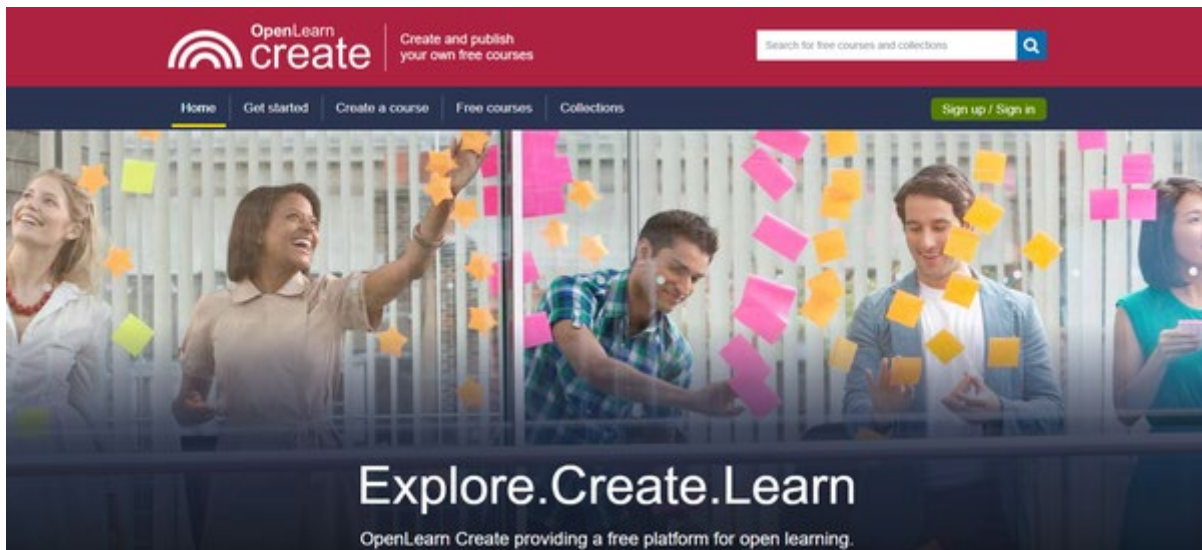 OpenLearn
create
Create and publish
your own free courses
Search for free courses and collections
Home
Get started
Create a course
Free courses
Collections
Sign up / Sign in
Explore.Create.Learn
OpenLearn Create providing a free platform for open learning.